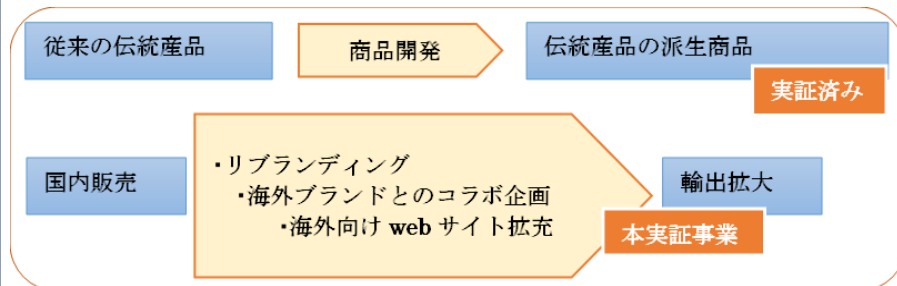 従来の伝統産品
商品開発
伝統産品の派生商品
実証済み
国内販売
・リブランディング
・海外ブランドとのコラボ企画
・海外向け web サイト拡充
輸出拡大
本実証事業